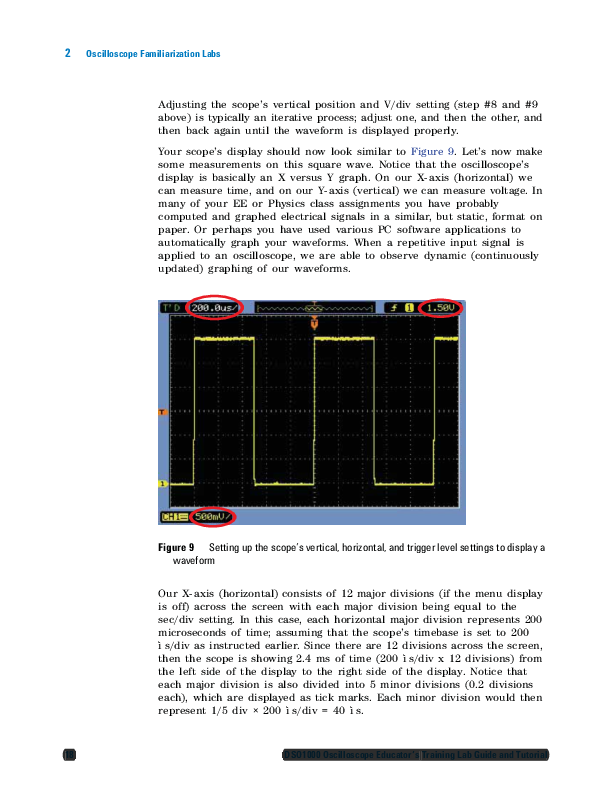 2 Oscilloscope Familiarization Labs
Adjusting the scope's vertical position and V/div setting (step #8 and #9
above) is typically an iterative process; adjust one, and then the other, and
then back again until the waveform is displayed properly.
Your scope's display should now look similar to Figure 9. Let's now make
some measurements on this square wave. Notice that the oscilloscope's
display is basically an X versus Y graph. On our X-axis (horizontal) we
can measure time, and on our Y-axis (vertical) we can measure voltage. In
many of your EE or Physics class assignments you have probably
computed and graphed electrical signals in a similar, but static, format on
paper. Or perhaps you have used various PC software applications to
automatically graph your waveforms. When a repetitive input signal is
applied to an oscilloscope, we are able to observe dynamic (continuously
updated) graphing of our waveforms.
T'D 200.0us/ 1 1.50V
T
T
1
CH1 500mV/
Figure 9 Setting up the scope's vertical, horizontal, and trigger level settings to display a
waveform
Our X-axis (horizontal) consists of 12 major divisions (if the menu display
is off) across the screen with each major division being equal to the
sec/div setting. In this case, each horizontal major division represents 200
microseconds of time; assuming that the scope's timebase is set to 200
ì s/div as instructed earlier. Since there are 12 divisions across the screen,
then the scope is showing 2.4 ms of time (200 ì s/div x 12 divisions) from
the left side of the display to the right side of the display. Notice that
each major division is also divided into 5 minor divisions (0.2 divisions
each), which are displayed as tick marks. Each minor division would then
represent 1/5 div × 200 ì s/div = 40 ì s.
DSO1000 Oscilloscope Educator's Training Lab Guide and Tutorial